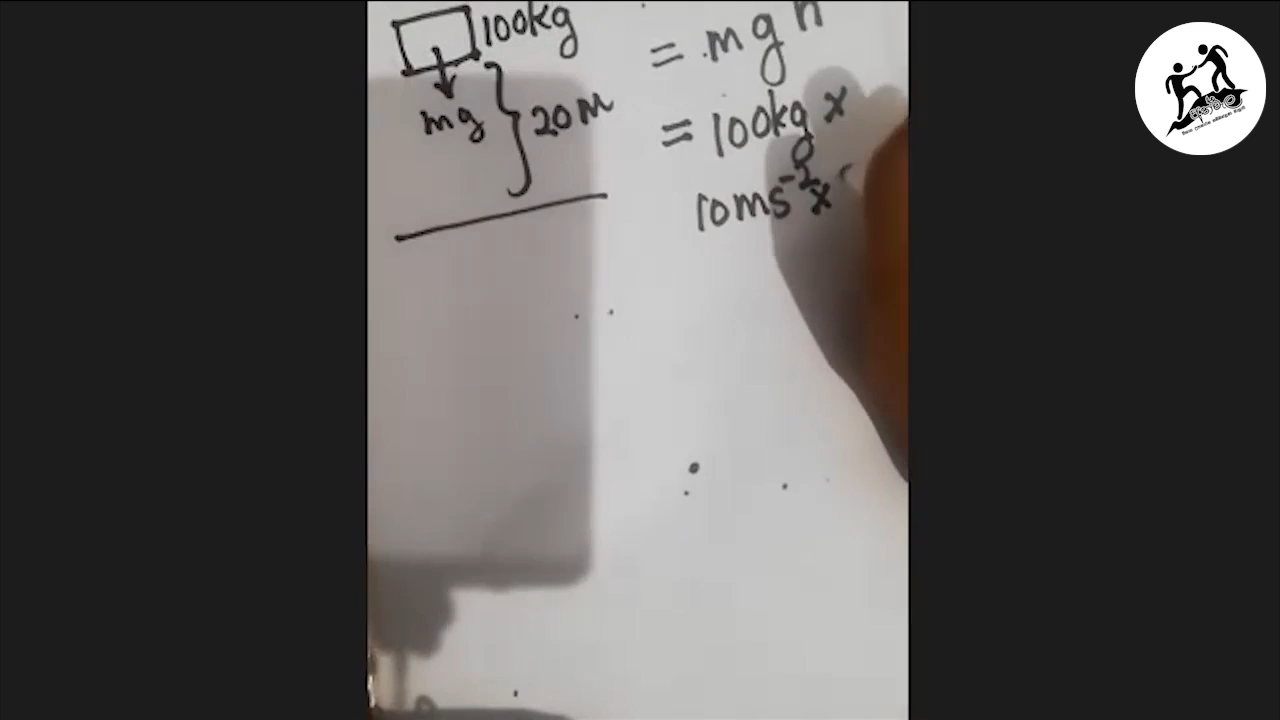 100kg
mg } 20M
= mgh
= 100kg x
10ms⁻² x